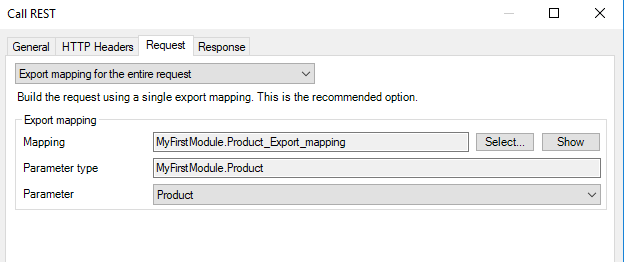 Call REST
General HTTP Headers Request Response
Export mapping for the entire request
Build the request using a single export mapping. This is the recommended option.
Export mapping
Mapping MyFirstModule.Product_Export_mapping Select... Show
Parameter type MyFirstModule.Product
Parameter Product